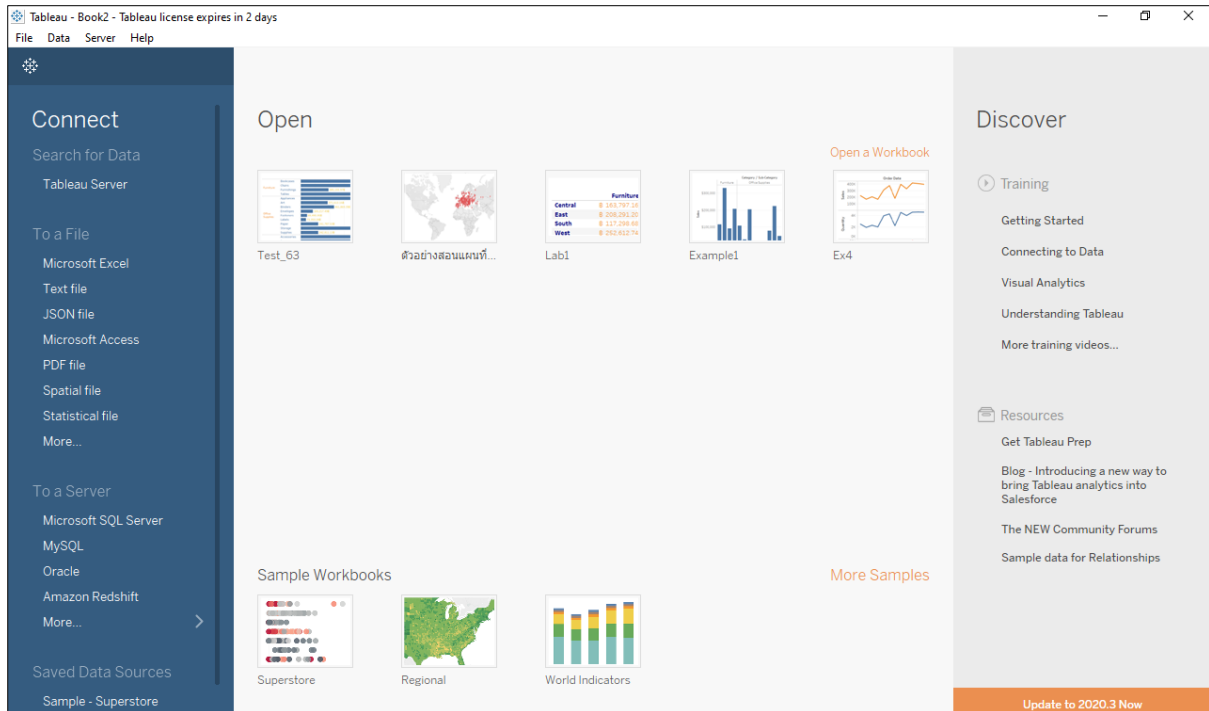 Tableau - Book2 - Tableau license expires in 2 days
File Data Server Help
Connect
Search for Data
Tableau Server
To a File
Microsoft Excel
Text file
JSON file
Microsoft Access
PDF file
Spatial file
Statistical file
More...
To a Server
Microsoft SQL Server
MySQL
Oracle
Amazon Redshift
More...
Saved Data Sources
Sample - Superstore
Open
Open a Workbook
Furniture
Central
East
South
West
Test_63
ตัวอย่างสอนแผนที่...
Lab1
Example1
Ex4
Sample Workbooks
More Samples
Superstore
Regional
World Indicators
Discover
Training
Getting Started
Connecting to Data
Visual Analytics
Understanding Tableau
More training videos...
Resources
Get Tableau Prep
Blog - Introducing a new way to
bring Tableau analytics into
Salesforce
The NEW Community Forums
Sample data for Relationships
Update to 2020.3 Now